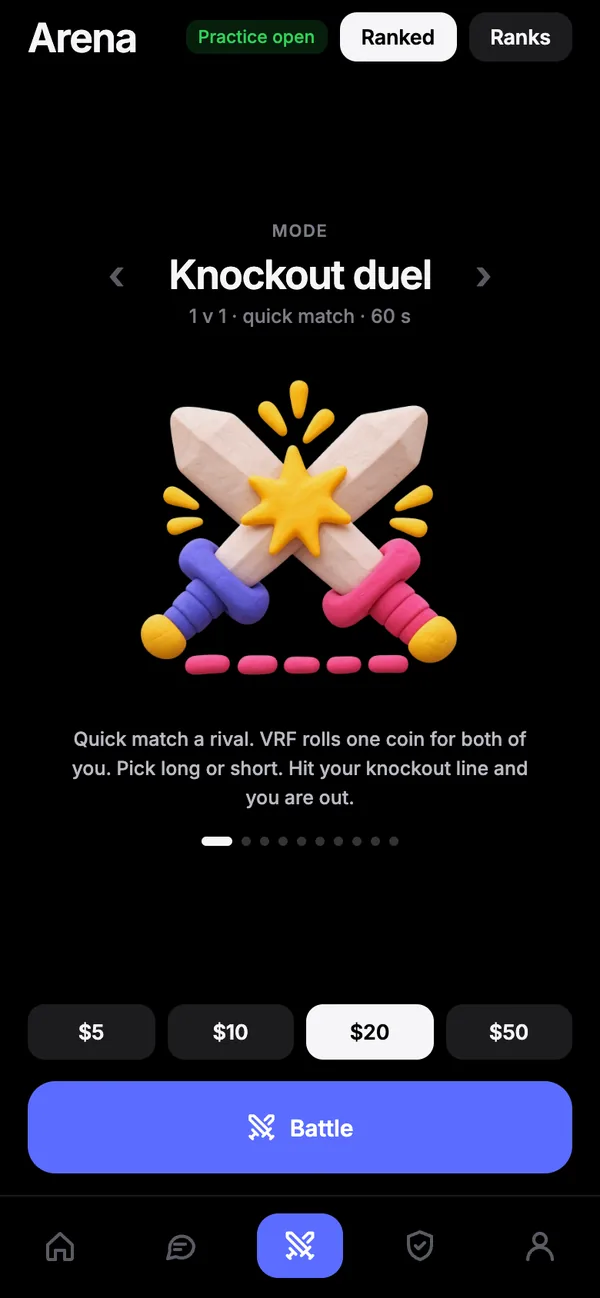 Arena
Practice open
Ranked
Ranks
MODE
Knockout duel
1 v 1 · quick match · 60 s
Quick match a rival. VRF rolls one coin for both of
you. Pick long or short. Hit your knockout line and
you are out.
$5
$10
$20
$50
Battle